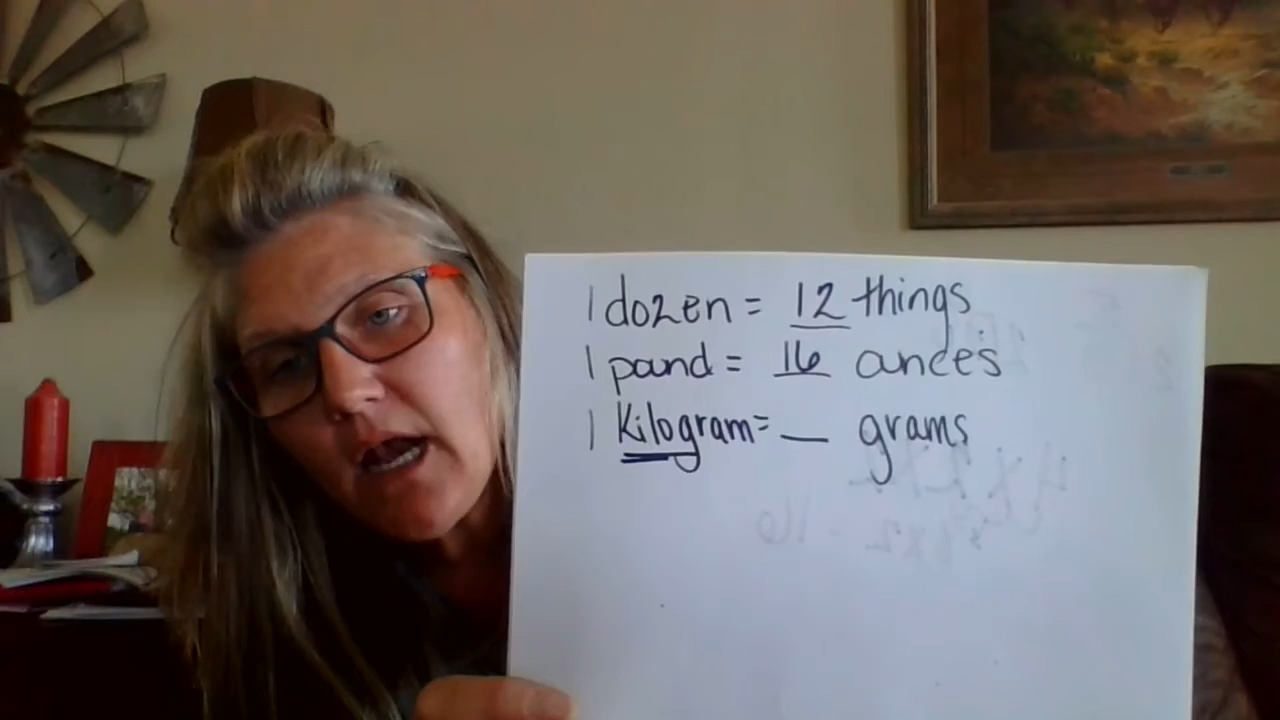 1 dozen = 12 things
1 pound = 16 ounces
1 Kilogram = __ grams